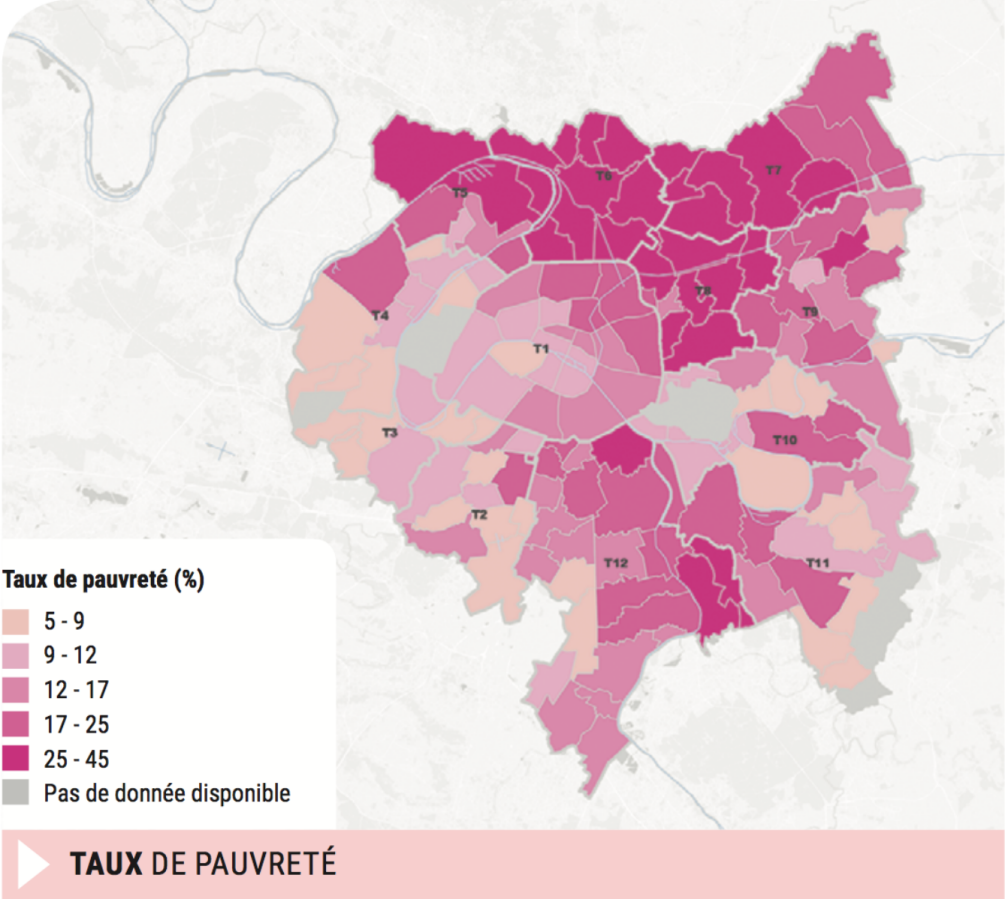 T7
T6
T5
T8
T9
T4
T1
T3
T10
T2
T12
T11
Taux de pauvreté (%)
5 - 9
9 - 12
12 - 17
17 - 25
25 - 45
Pas de donnée disponible
TAUX DE PAUVRETÉ